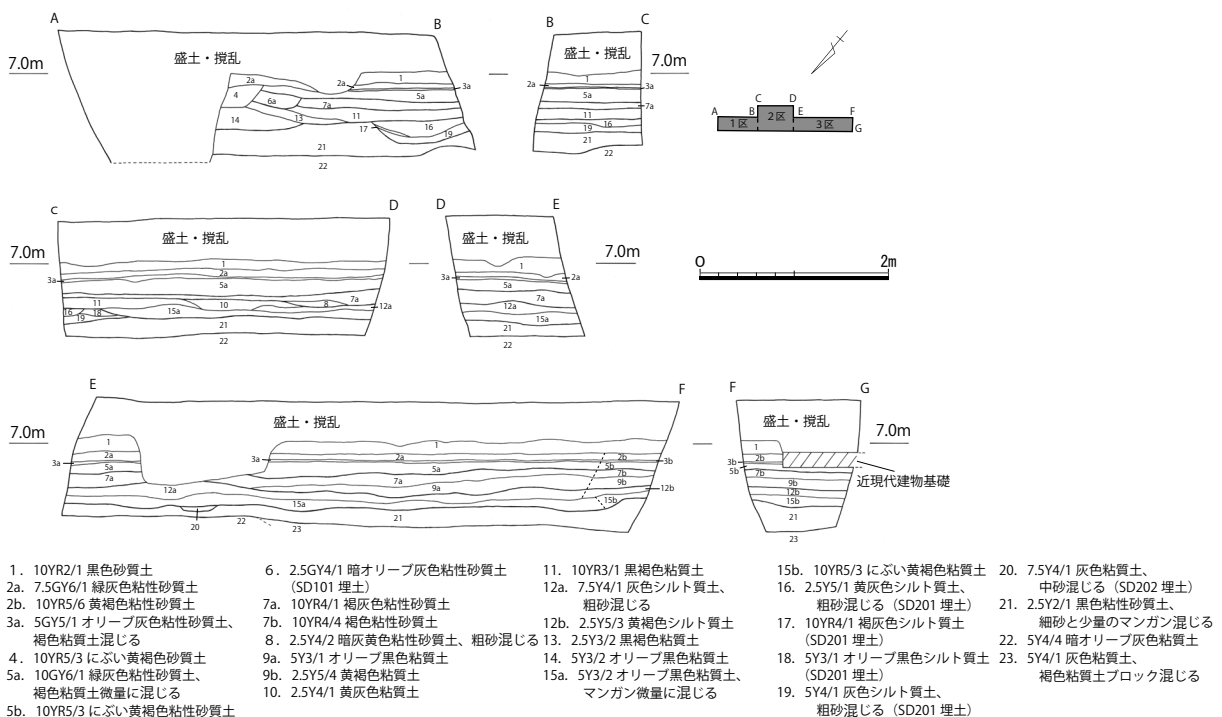 A
B
B
C
7.0m
盛土・撹乱
盛土・撹乱
7.0m
2a
4
14
6a
13
2a
7a
17
1
5a
11
16
19
21
22
3a
2a
1
5a
11
16
19
21
22
3a
7a
A
B
C
D
E
F
G
1区
2区
3区
C
D
D
E
7.0m
盛土・撹乱
盛土・撹乱
7.0m
3a
1
2a
5a
7a
11
10
8
12a
16
19
18
15a
21
22
3a
1
2a
5a
7a
12a
15a
21
22
0
2m
E
F
F
G
7.0m
盛土・撹乱
盛土・撹乱
7.0m
1
2a
3a
5a
7a
12a
3a
1
2a
5a
7a
9a
15a
21
20
22
23
2b
5b
7b
9b
15b
3b
12b
1
2b
3b
5b
7b
9b
12b
15b
21
23
近現代建物基礎
1. 10YR2/1 黒色砂質土
2a. 7.5GY6/1 緑灰色粘性砂質土
2b. 10YR5/6 黄褐色粘性砂質土
3a. 5GY5/1 オリーブ灰色粘性砂質土、
褐色粘質土混じる
4. 10YR5/3 にぶい黄褐色砂質土
5a. 10GY6/1 緑灰色粘性砂質土、
褐色粘質土微量に混じる
5b. 10YR5/3 にぶい黄褐色粘性砂質土
6. 2.5GY4/1 暗オリーブ灰色粘性砂質土
(SD101 埋土)
7a. 10YR4/1 褐灰色粘性砂質土
7b. 10YR4/4 褐色粘性砂質土
8. 2.5Y4/2 暗灰黄色粘性砂質土、粗砂混じる
9a. 5Y3/1 オリーブ黒色粘質土
9b. 2.5Y5/4 黄褐色粘質土
10. 2.5Y4/1 黄灰色粘質土
11. 10YR3/1 黒褐色粘質土
12a. 7.5Y4/1 灰色シルト質土、
粗砂混じる
12b. 2.5Y5/3 黄褐色シルト質土
13. 2.5Y3/2 黒褐色粘質土
14. 5Y3/2 オリーブ黒色粘質土
15a. 5Y3/2 オリーブ黒色粘質土、
マンガン微量に混じる
15b. 10YR5/3 にぶい黄褐色粘質土
16. 2.5Y5/1 黄灰色シルト質土、
粗砂混じる（SD201 埋土）
17. 10YR4/1 褐灰色シルト質土
(SD201 埋土)
18. 5Y3/1 オリーブ黒色シルト質土
(SD201 埋土)
19. 5Y4/1 灰色シルト質土、
粗砂混じる（SD201 埋土）
20. 7.5Y4/1 灰色粘質土、
中砂混じる（SD202 埋土）
21. 2.5Y2/1 黒色粘性砂質土、
細砂と少量のマンガン混じる
22. 5Y4/4 暗オリーブ灰色粘質土
23. 5Y4/1 灰色粘質土、
褐色粘質土ブロック混じる